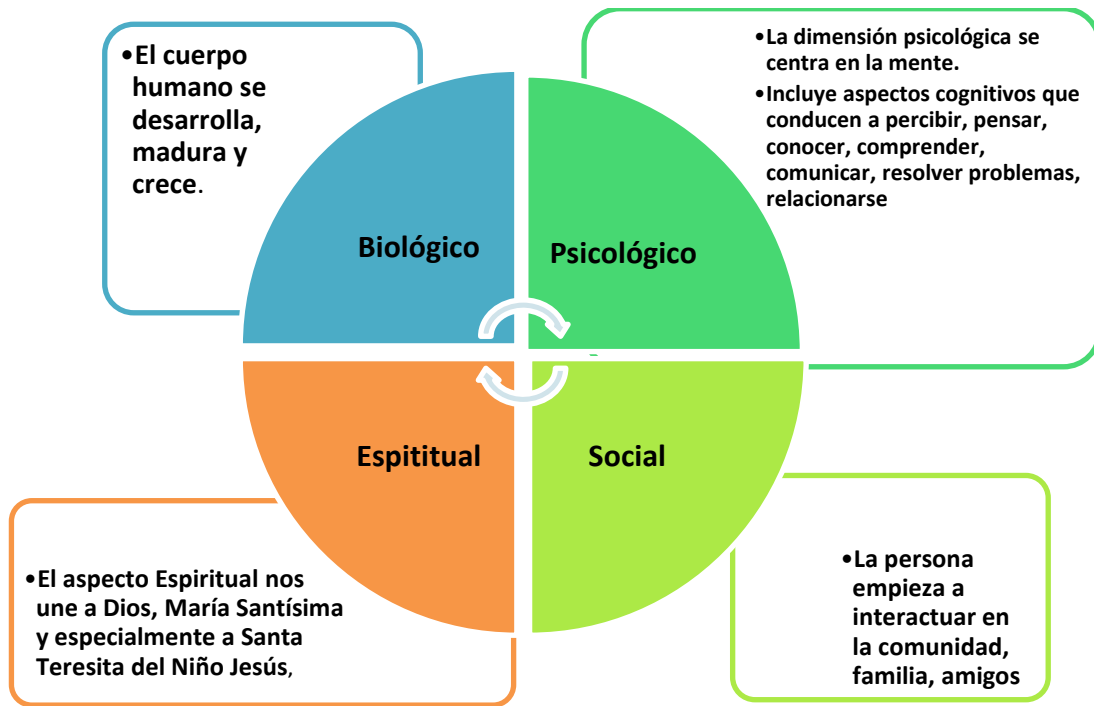 •El cuerpo
humano se
desarrolla,
madura y
crece.
•La dimensión psicológica se
centra en la mente.
•Incluye aspectos cognitivos que
conducen a percibir, pensar,
conocer, comprender,
comunicar, resolver problemas,
relacionarse
Biológico
Psicológico
Espititual
Social
•El aspecto Espiritual nos
une a Dios, María Santísima
y especialmente a Santa
Teresita del Niño Jesús,
•La persona
empieza a
interactuar en
la comunidad,
familia, amigos